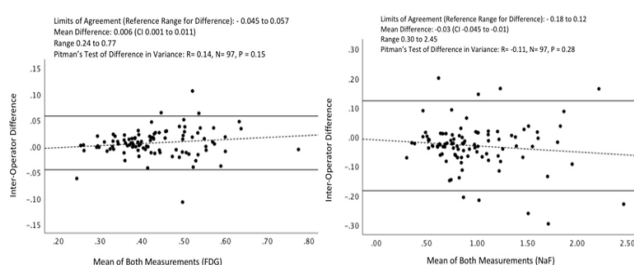 Limits of Agreement (Reference Range for Difference): - 0.045 to 0.057
Mean Difference: 0.006 (CI 0.001 to 0.011)
Range 0.24 to 0.77
Pitman's Test of Difference in Variance: R= 0.14, N= 97, P = 0.15
.15
.10
.05
.00
-.05
-.10
-.15
Inter-Operator Difference
.20 .30 .40 .50 .60 .70 .80
Mean of Both Measurements (FDG)
Limits of Agreement (Reference Range for Difference): - 0.18 to 0.12
Mean Difference: -0.03 (CI -0.045 to -0.01)
Range 0.30 to 2.45
Pitman's Test of Difference in Variance: R= -0.11, N= 97, P = 0.28
.30
.20
.10
.00
-.10
-.20
-.30
Inter-Operator Difference
.00 .50 1.00 1.50 2.00 2.50
Mean of Both Measurements (NaF)